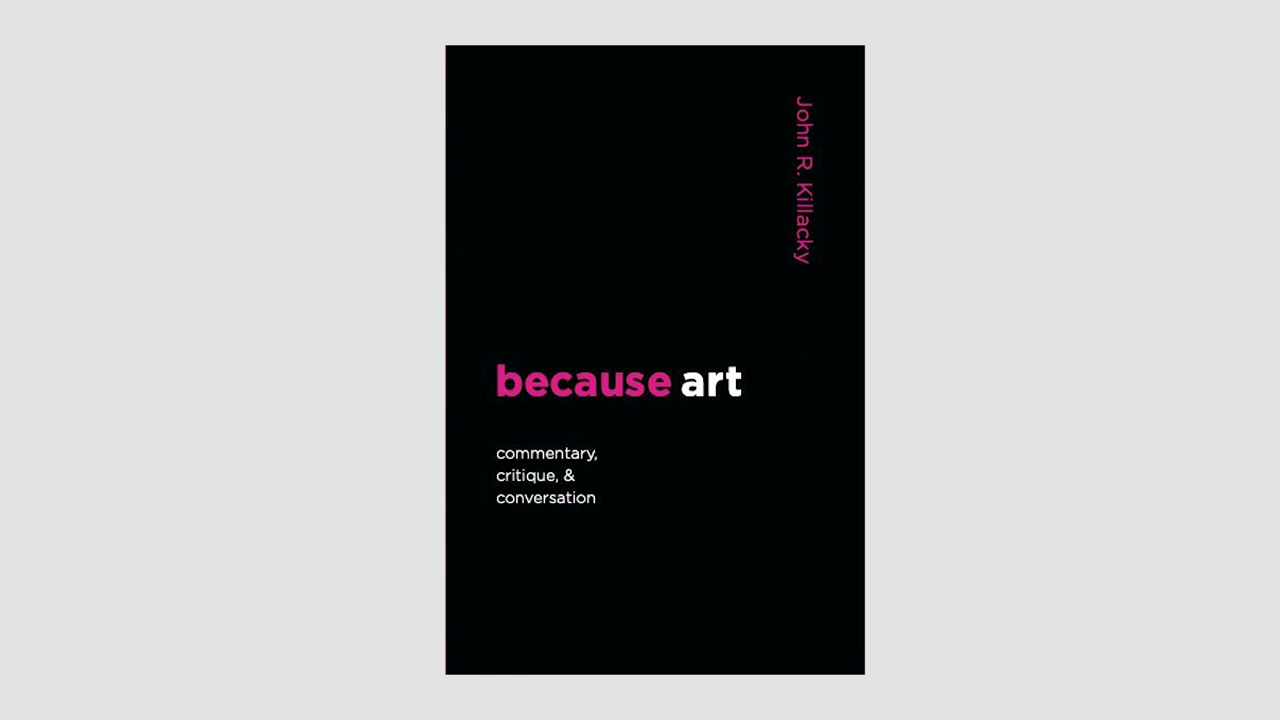 John R. Killacky
because art
commentary,
critique, &
conversation